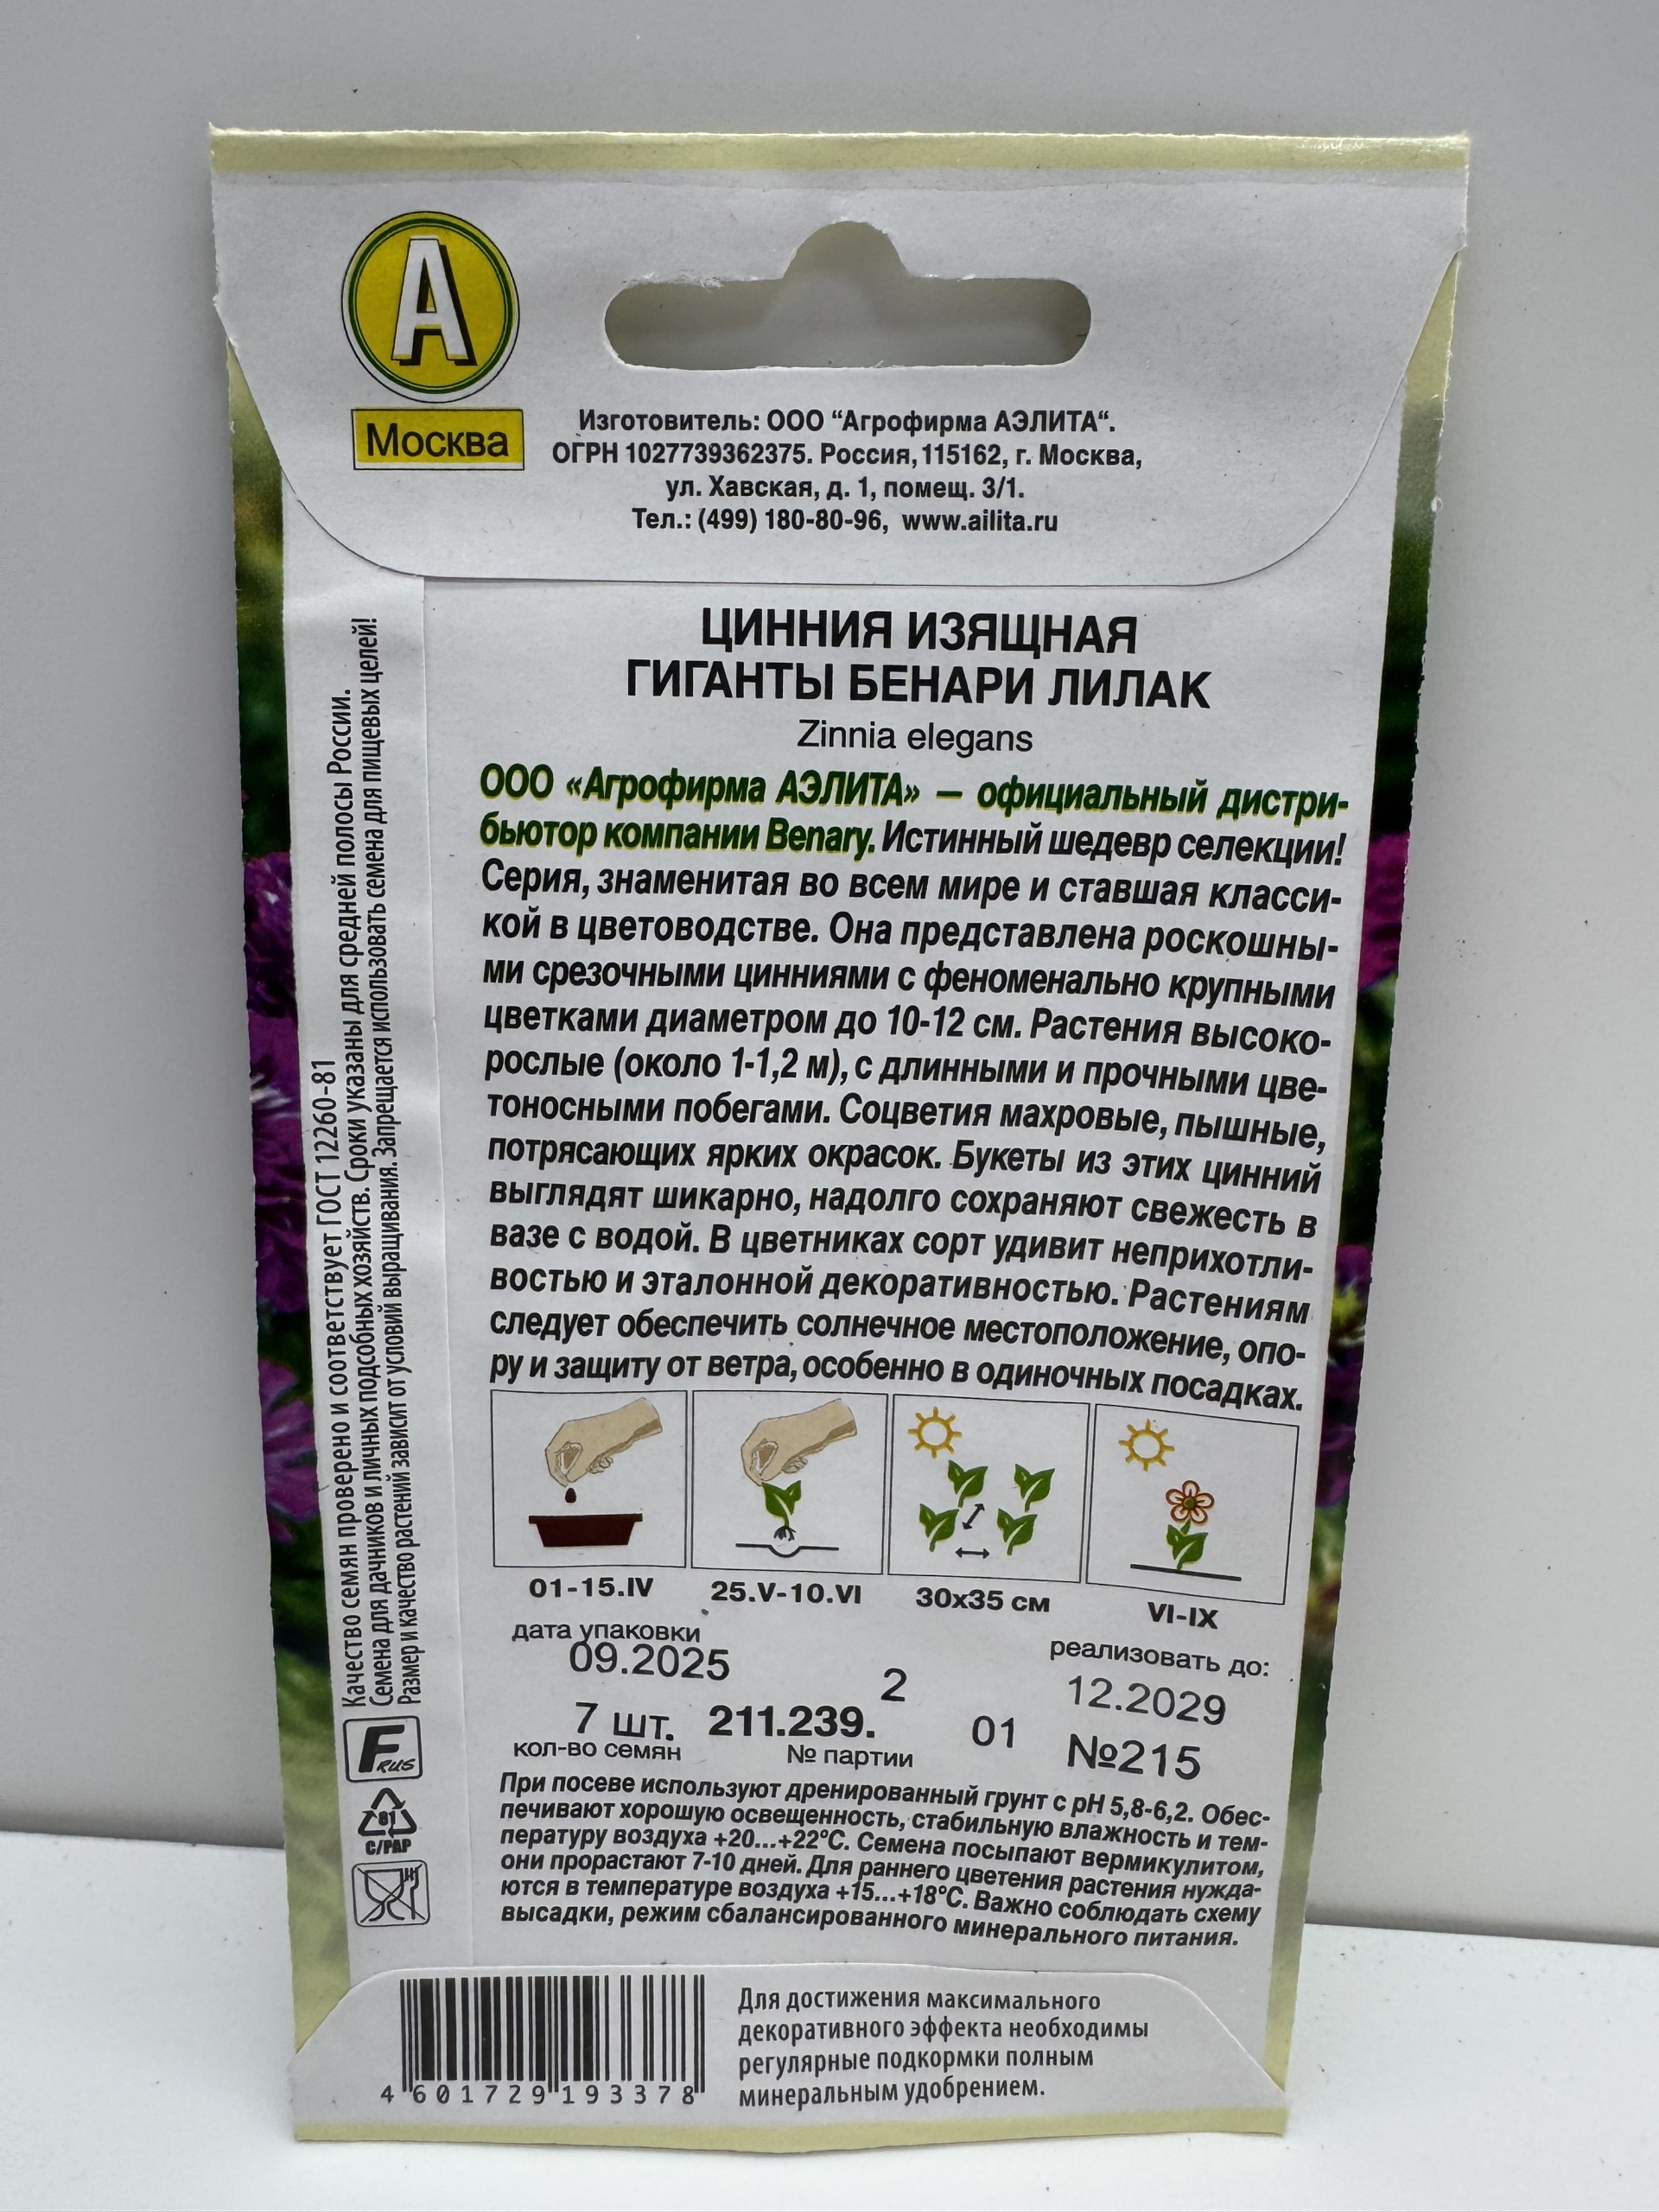 А
Москва
Изготовитель: ООО “Агрофирма АЭЛИТА“.
ОГРН 1027739362375. Россия, 115162, г. Москва,
ул. Хавская, д. 1, помещ. 3/1.
Тел.: (499) 180-80-96, www.ailita.ru
ЦИННИЯ ИЗЯЩНАЯ
ГИГАНТЫ БЕНАРИ ЛИЛАК
Zinnia elegans
ООО «Агрофирма АЭЛИТА» — официальный дистри-
бьютор компании Benary. Истинный шедевр селекции!
Серия, знаменитая во всем мире и ставшая класси-
кой в цветоводстве. Она представлена роскошны-
ми срезочными цинниями с феноменально крупными
цветками диаметром до 10-12 см. Растения высоко-
рослые (около 1-1,2 м), с длинными и прочными цве-
тоносными побегами. Соцветия махровые, пышные,
потрясающих ярких окрасок. Букеты из этих цинний
выглядят шикарно, надолго сохраняют свежесть в
вазе с водой. В цветниках сорт удивит неприхотли-
востью и эталонной декоративностью. Растениям
следует обеспечить солнечное местоположение, опо-
ру и защиту от ветра, особенно в одиночных посадках.
01-15.IV
25.V-10.VI
30x35 см
VI-IX
дата упаковки
09.2025
2
реализовать до:
12.2029
7 шт.
211.239.
01
№215
кол-во семян
№ партии
При посеве используют дренированный грунт с pH 5,8-6,2. Обес-
печивают хорошую освещенность, стабильную влажность и тем-
пературу воздуха +20...+22°С. Семена посыпают вермикулитом,
они прорастают 7-10 дней. Для раннего цветения растения нужда-
ются в температуре воздуха +15...+18°С. Важно соблюдать схему
высадки, режим сбалансированного минерального питания.
Качество семян проверено и соответствует ГОСТ 12260-81
Семена для дачников и личных подсобных хозяйств. Сроки указаны для средней полосы России.
Размер и качество растений зависит от условий выращивания. Запрещается использовать семена для пищевых целей!
F RUS
81
C/PAP
4 601729 193378
Для достижения максимального
декоративного эффекта необходимы
регулярные подкормки полным
минеральным удобрением.